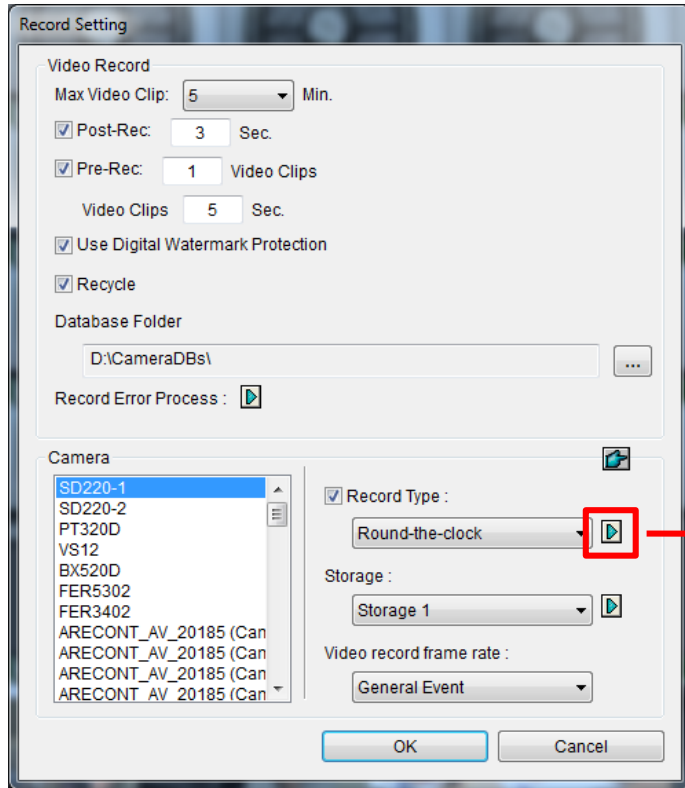 Record Setting
Video Record
Max Video Clip: 5 Min.
Post-Rec: 3 Sec.
Pre-Rec: 1 Video Clips
Video Clips 5 Sec.
Use Digital Watermark Protection
Recycle
Database Folder
D:\CameraDBs\
...
Record Error Process :
Camera
SD220-1
SD220-2
PT320D
VS12
BX520D
FER5302
FER3402
ARECONT_AV_20185 (Can
ARECONT_AV_20185 (Can
ARECONT_AV_20185 (Can
ARECONT_AV_20185 (Can
Record Type :
Round-the-clock
Storage :
Storage 1
Video record frame rate :
General Event
OK
Cancel